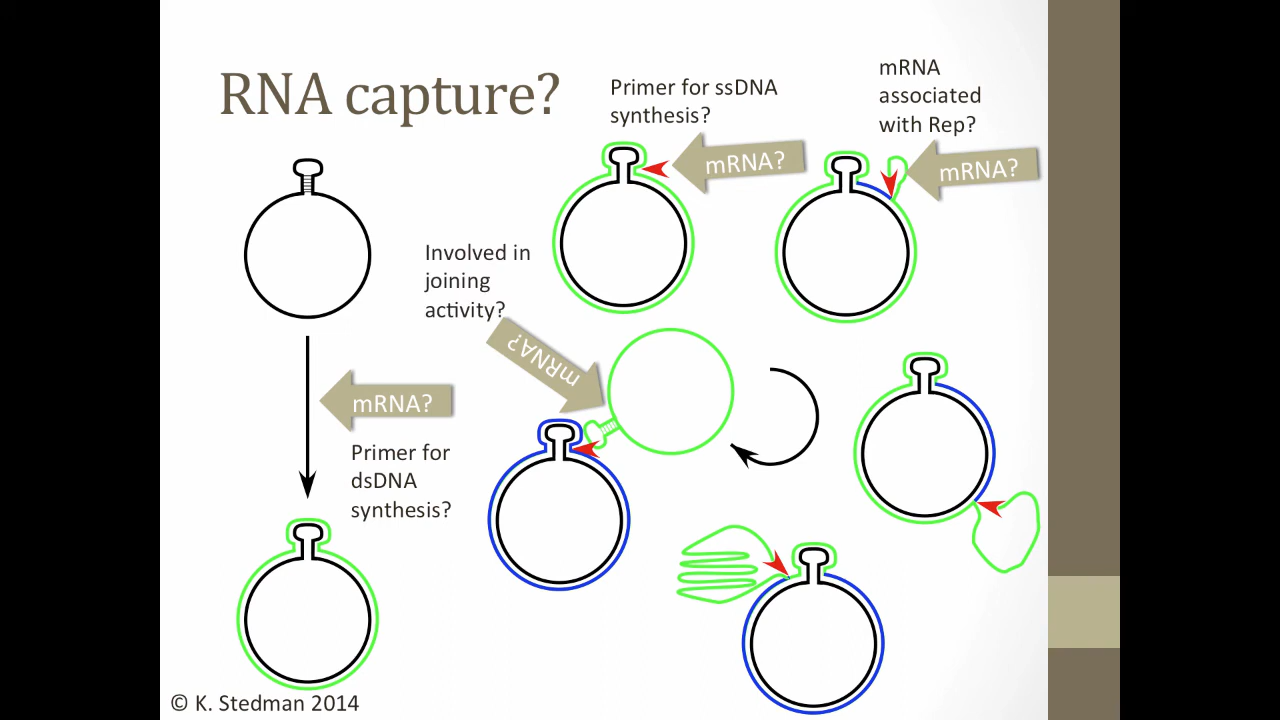 RNA capture?
Primer for ssDNA
synthesis?
mRNA?
mRNA
associated
with Rep?
mRNA?
Involved in
joining
activity?
mRNA?
mRNA?
Primer for
dsDNA
synthesis?
© K. Stedman 2014